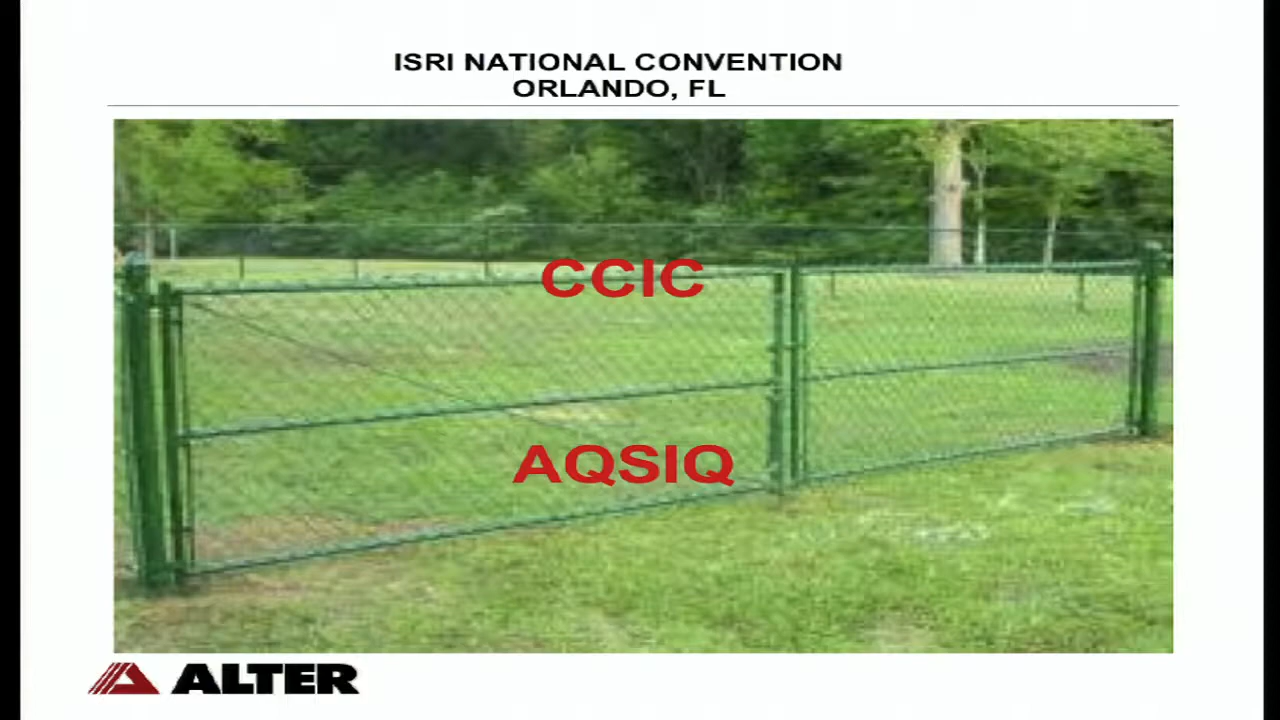 ISRI NATIONAL CONVENTION
ORLANDO, FL
CCIC
AQSIQ
ALTER